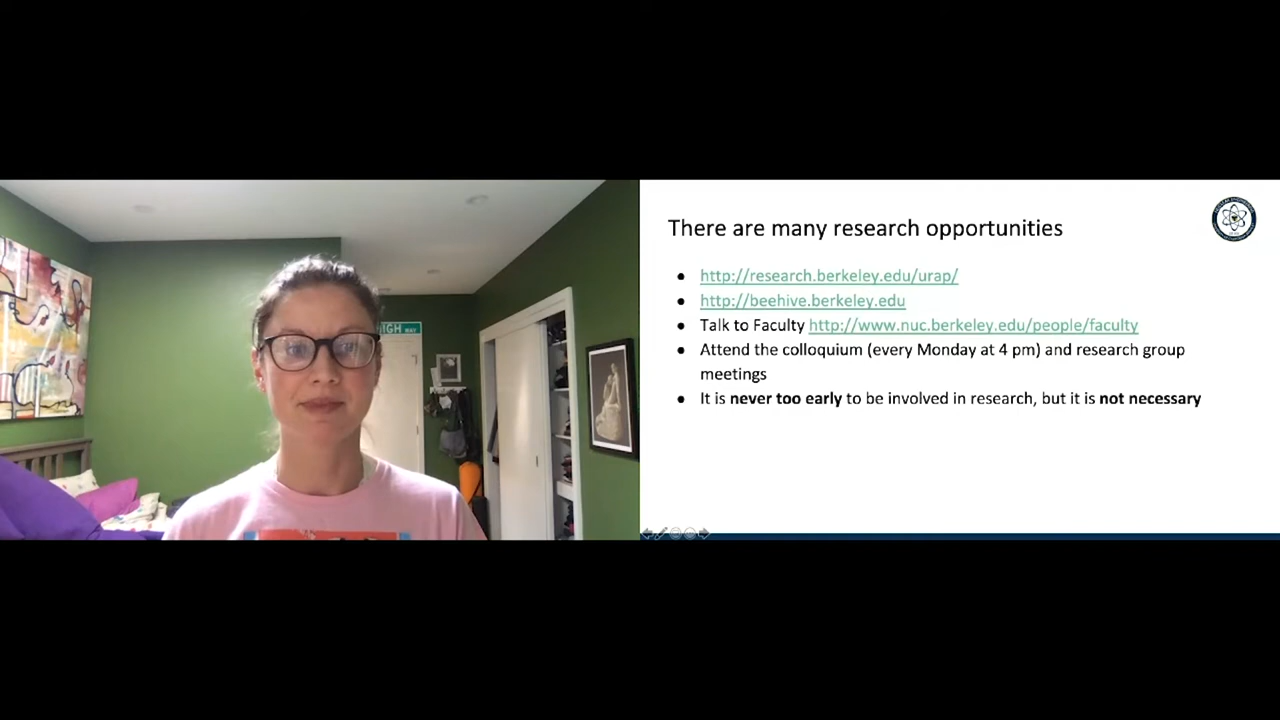 HIGH WAY
There are many research opportunities
● http://research.berkeley.edu/urap/
● http://beehive.berkeley.edu
● Talk to Faculty http://www.nuc.berkeley.edu/people/faculty
● Attend the colloquium (every Monday at 4 pm) and research group
meetings
● It is never too early to be involved in research, but it is not necessary